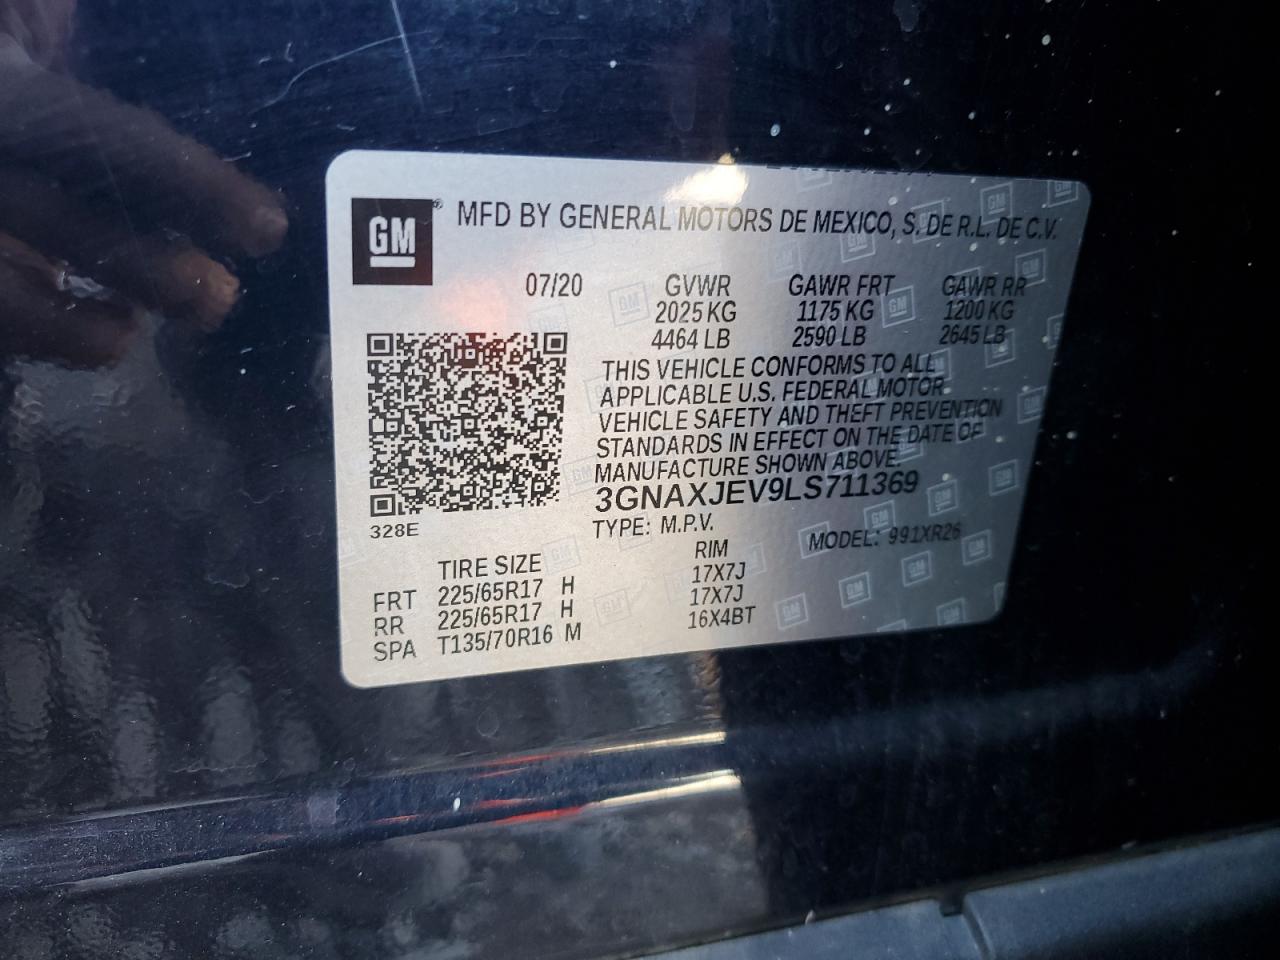 GM® MFD BY GENERAL MOTORS DE MEXICO, S. DE R.L. DE C.V.
07/20 GVWR GAWR FRT GAWR RR
2025 KG 1175 KG 1200 KG
4464 LB 2590 LB 2645 LB
THIS VEHICLE CONFORMS TO ALL
APPLICABLE U.S. FEDERAL MOTOR
VEHICLE SAFETY AND THEFT PREVENTION
STANDARDS IN EFFECT ON THE DATE OF
MANUFACTURE SHOWN ABOVE.
3GNAXJEV9LS711369
328E
TYPE: M.P.V. MODEL: 991XR26
TIRE SIZE RIM
FRT 225/65R17 H 17X7J
RR 225/65R17 H 17X7J
SPA T135/70R16 M 16X4BT